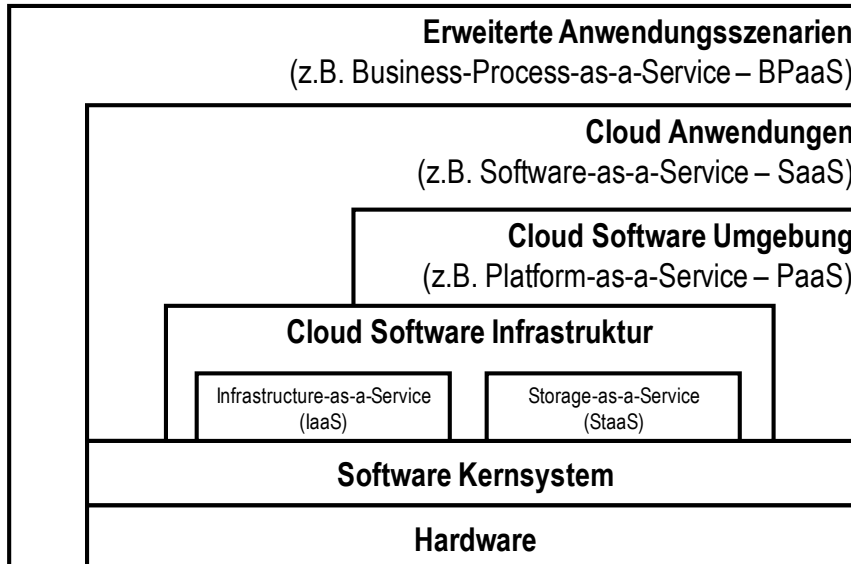 Erweiterte Anwendungsszenarien
(z.B. Business-Process-as-a-Service – BPaaS)
Cloud Anwendungen
(z.B. Software-as-a-Service – SaaS)
Cloud Software Umgebung
(z.B. Platform-as-a-Service – PaaS)
Cloud Software Infrastruktur
Infrastructure-as-a-Service
(IaaS)
Storage-as-a-Service
(StaaS)
Software Kernsystem
Hardware